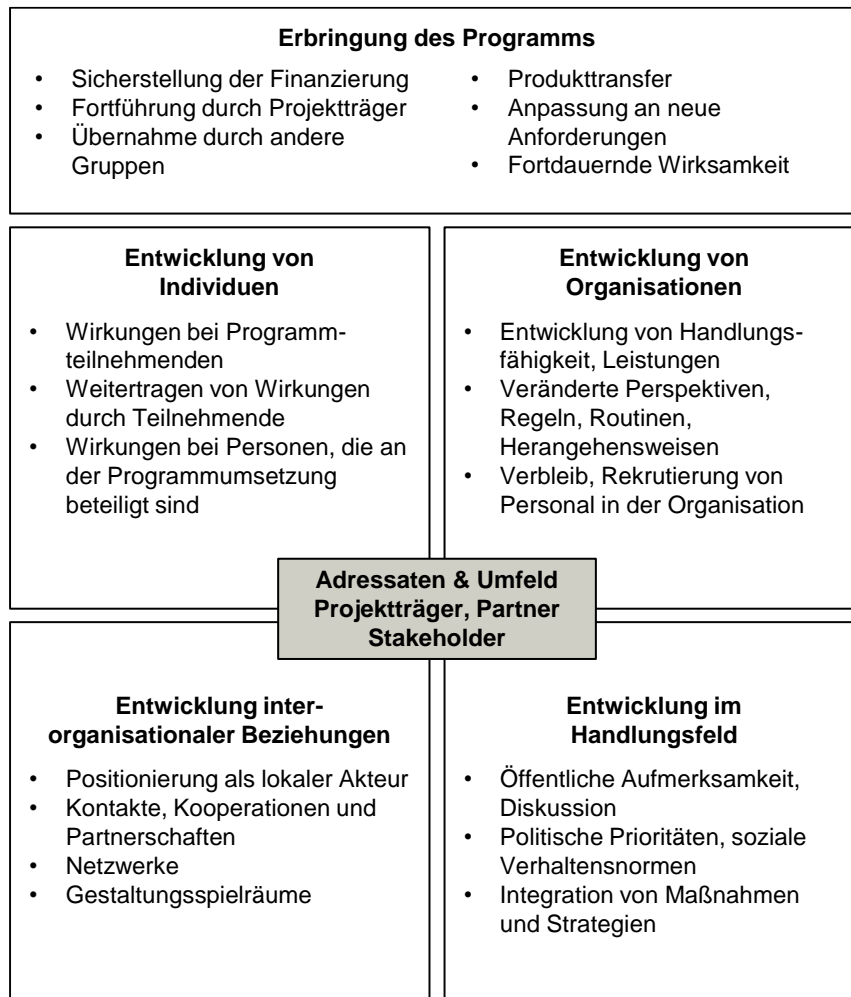 Erbringung des Programms
• Sicherstellung der Finanzierung
• Fortführung durch Projektträger
• Übernahme durch andere
Gruppen
• Produkttransfer
• Anpassung an neue
Anforderungen
• Fortdauernde Wirksamkeit
Entwicklung von
Individuen
• Wirkungen bei Programm-
teilnehmenden
• Weitertragen von Wirkungen
durch Teilnehmende
• Wirkungen bei Personen, die an
der Programmumsetzung
beteiligt sind
Entwicklung von
Organisationen
• Entwicklung von Handlungs-
fähigkeit, Leistungen
• Veränderte Perspektiven,
Regeln, Routinen,
Herangehensweisen
• Verbleib, Rekrutierung von
Personal in der Organisation
Adressaten & Umfeld
Projektträger, Partner
Stakeholder
Entwicklung inter-
organisationaler Beziehungen
• Positionierung als lokaler Akteur
• Kontakte, Kooperationen und
Partnerschaften
• Netzwerke
• Gestaltungsspielräume
Entwicklung im
Handlungsfeld
• Öffentliche Aufmerksamkeit,
Diskussion
• Politische Prioritäten, soziale
Verhaltensnormen
• Integration von Maßnahmen
und Strategien